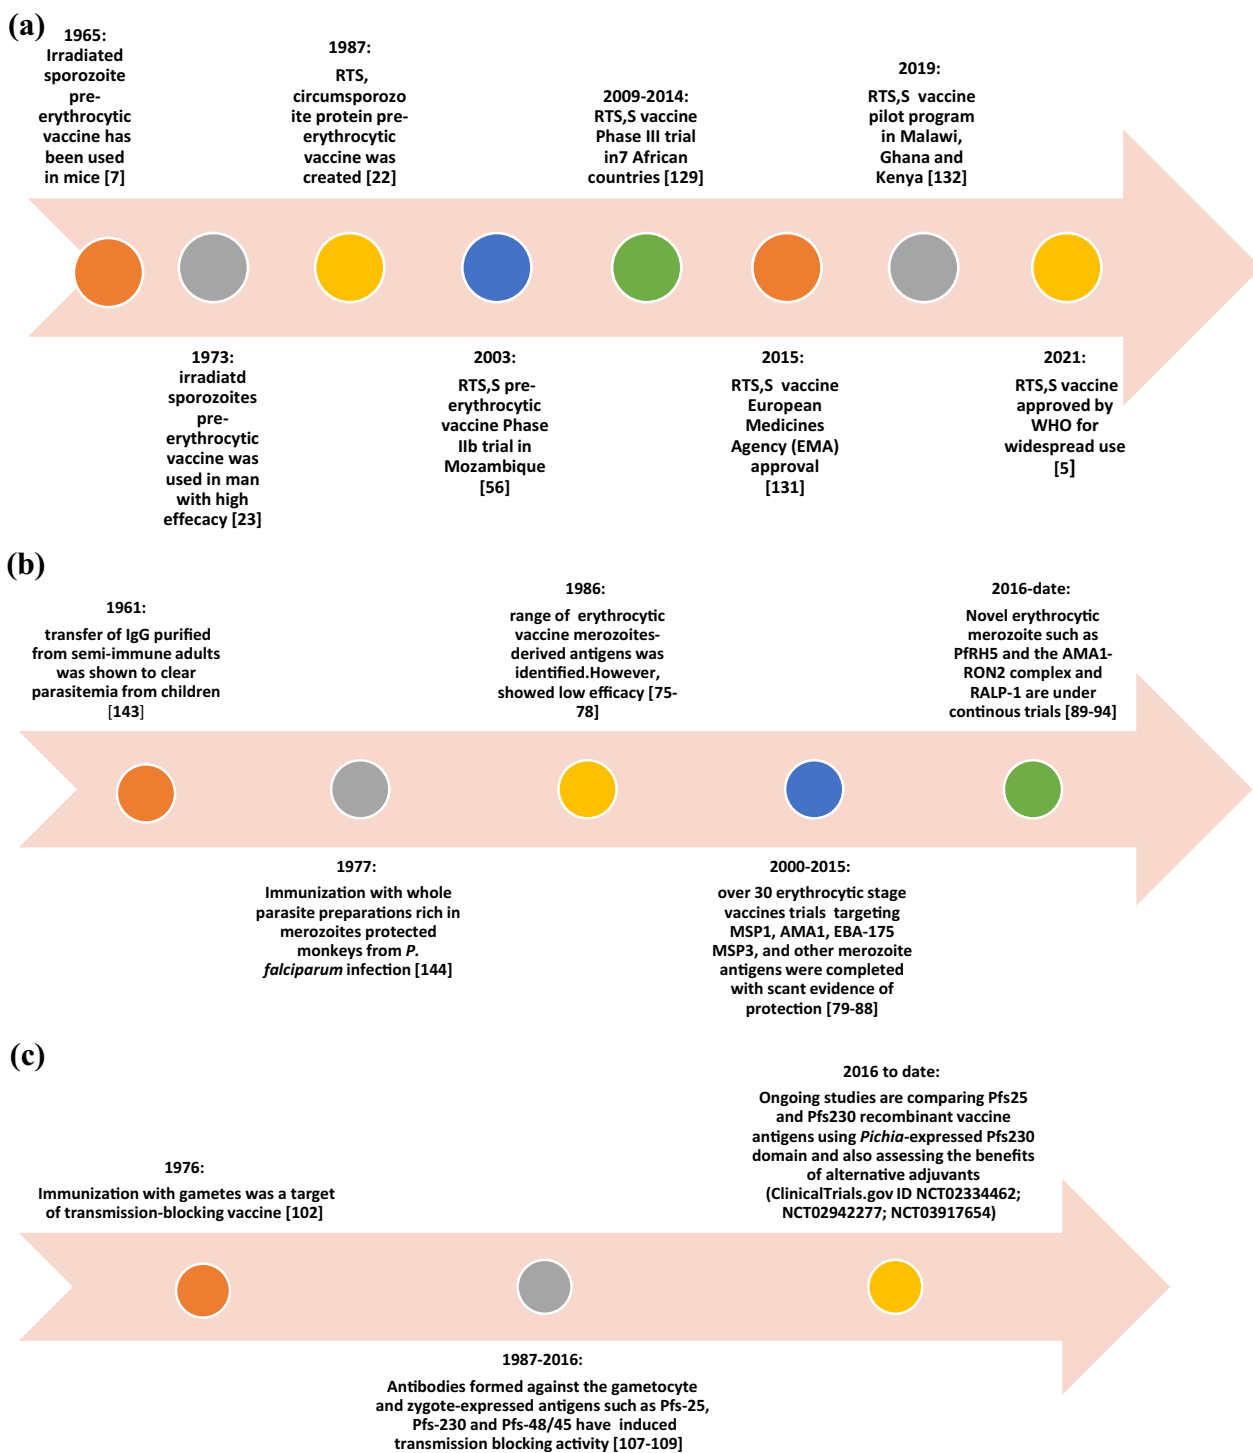 (a)
1965:
Irradiated
sporozoite
pre-
erythrocytic
vaccine has
been used
in mice [7]
1987:
RTS,
circumsporozo
ite protein pre-
erythrocytic
vaccine was
created [22]
2009-2014:
RTS,S vaccine
Phase III trial
in7 African
countries [129]
2019:
RTS,S vaccine
pilot program
in Malawi,
Ghana and
Kenya [132]
1973:
irradiatd
sporozoites
pre-
erythrocytic
vaccine was
used in man
with high
effecacy [23]
2003:
RTS,S pre-
erythrocytic
vaccine Phase
IIb trial in
Mozambique
[56]
2015:
RTS,S vaccine
European
Medicines
Agency (EMA)
approval
[131]
2021:
RTS,S vaccine
approved by
WHO for
widespread use
[5]
(b)
1961:
transfer of IgG purified
from semi-immune adults
was shown to clear
parasitemia from children
[143]
1986:
range of erythrocytic
vaccine merozoites-
derived antigens was
identified.However,
showed low efficacy [75-
78]
2016-date:
Novel erythrocytic
merozoite such as
PfRH5 and the AMA1-
RON2 complex and
RALP-1 are under
continous trials [89-94]
1977:
Immunization with whole
parasite preparations rich in
merozoites protected
monkeys from P.
falciparum infection [144]
2000-2015:
over 30 erythrocytic stage
vaccines trials targeting
MSP1, AMA1, EBA-175
MSP3, and other merozoite
antigens were completed
with scant evidence of
protection [79-88]
(c)
1976:
Immunization with gametes was a target
of transmission-blocking vaccine [102]
2016 to date:
Ongoing studies are comparing Pfs25
and Pfs230 recombinant vaccine
antigens using Pichia-expressed Pfs230
domain and also assessing the benefits
of alternative adjuvants
(ClinicalTrials.gov ID NCT02334462;
NCT02942277; NCT03917654)
1987-2016:
Antibodies formed against the gametocyte
and zygote-expressed antigens such as Pfs-25,
Pfs-230 and Pfs-48/45 have induced
transmission blocking activity [107-109]